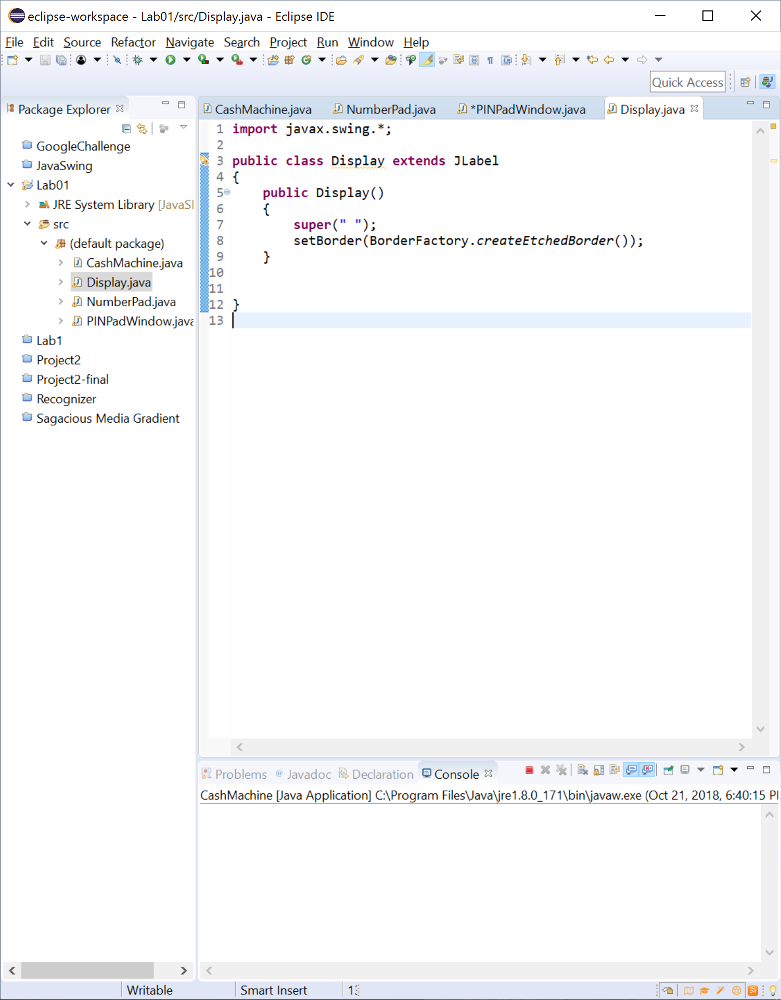 eclipse-workspace - Lab01/src/Display.java - Eclipse IDE
File Edit Source Refactor Navigate Search Project Run Window Help
Quick Access
Package Explorer
GoogleChallenge
JavaSwing
Lab01
JRE System Library [JavaSI
src
(default package)
CashMachine.java
Display.java
NumberPad.java
PINPadWindow.java
Lab1
Project2
Project2-final
Recognizer
Sagacious Media Gradient
CashMachine.java NumberPad.java *PINPadWindow.java Display.java
1 import javax.swing.*;
2
3 public class Display extends JLabel
4 {
5 public Display()
6 {
7 super(" ");
8 setBorder(BorderFactory.createEtchedBorder());
9 }
10
11
12 }
13
Problems @ Javadoc Declaration Console
CashMachine [Java Application] C:\Program Files\Java\jre1.8.0_171\bin\javaw.exe (Oct 21, 2018, 6:40:15 PI
Writable Smart Insert